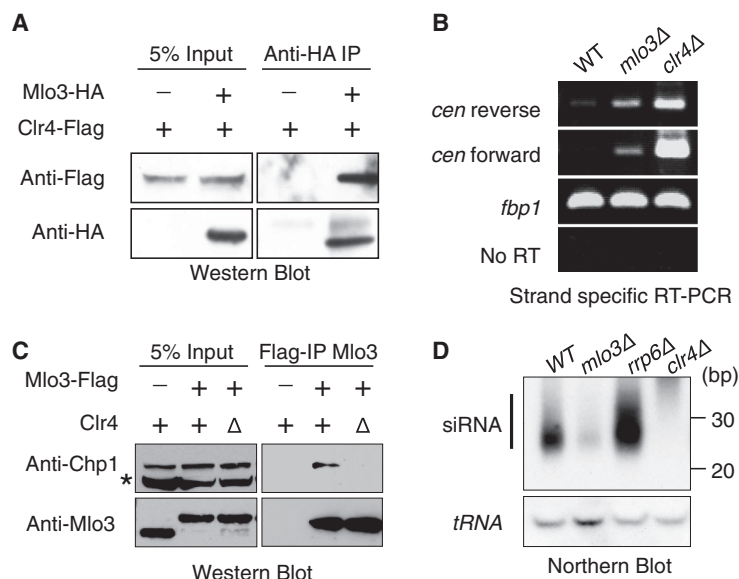 A
5% Input Anti-HA IP
Mlo3-HA − + − +
Clr4-Flag + + + +
Anti-Flag
Anti-HA
Western Blot
B
WT mlo3Δ clr4Δ
cen reverse
cen forward
fbp1
No RT
Strand specific RT-PCR
C
5% Input Flag-IP Mlo3
Mlo3-Flag − + + − + +
Clr4 + + Δ + + Δ
Anti-Chp1
*
Anti-Mlo3
Western Blot
D
WT mlo3Δ rrp6Δ clr4Δ
(bp)
siRNA
30
20
tRNA
Northern Blot